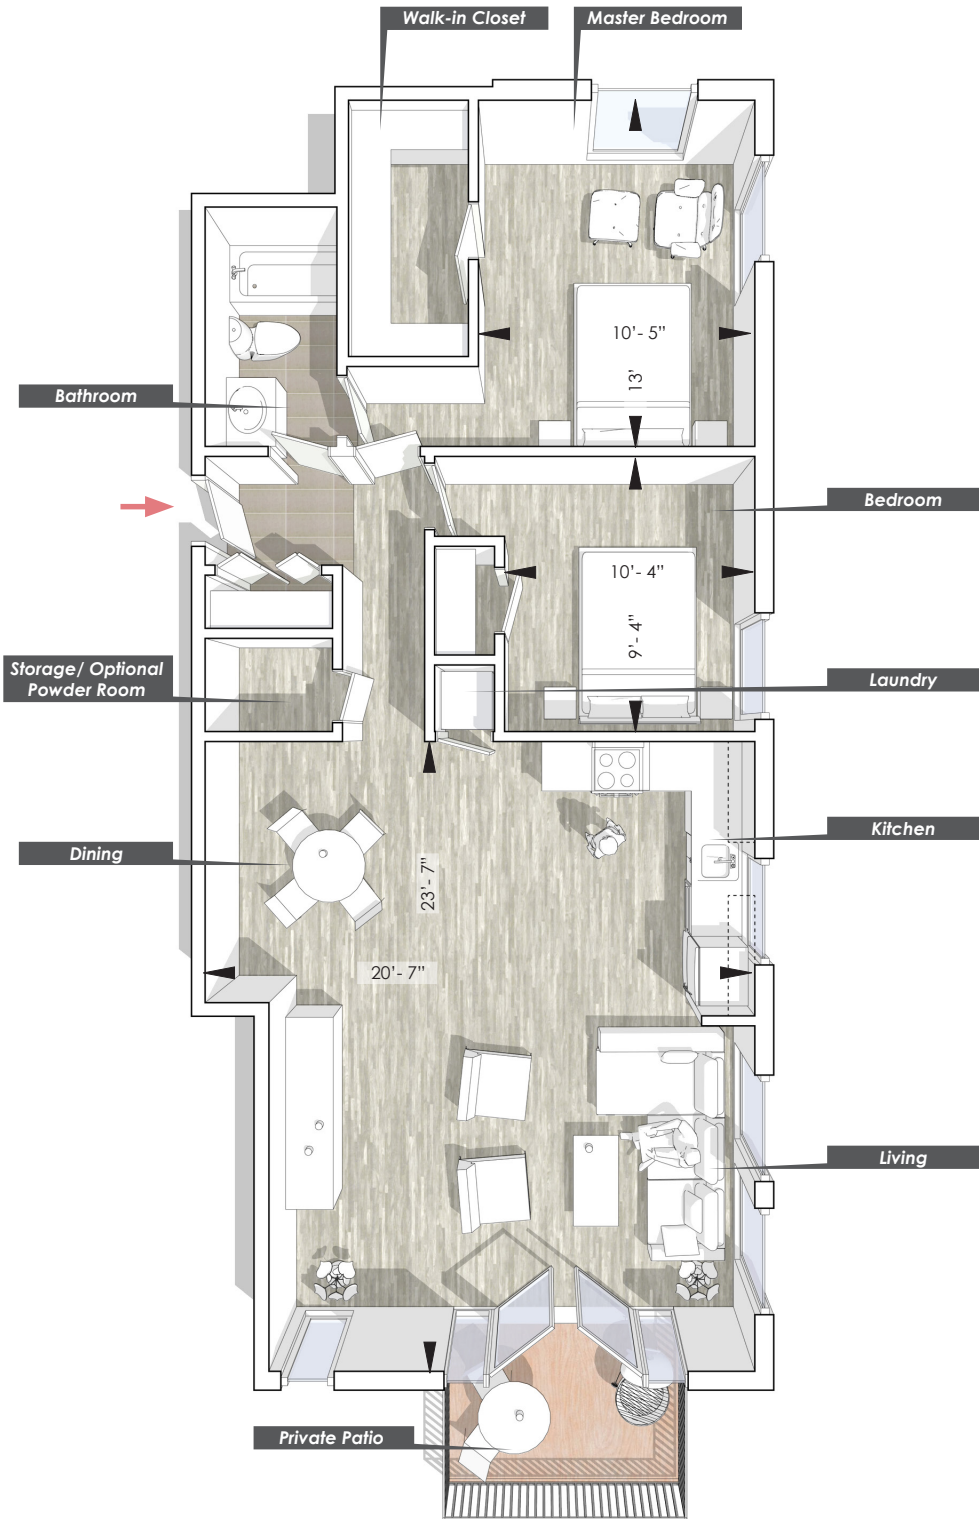 Walk-in Closet
Master Bedroom
10'- 5"
13'
Bathroom
Bedroom
10'- 4"
9'- 4"
Storage/ Optional
Powder Room
Laundry
Kitchen
Dining
23'- 7"
20'- 7"
Living
Private Patio